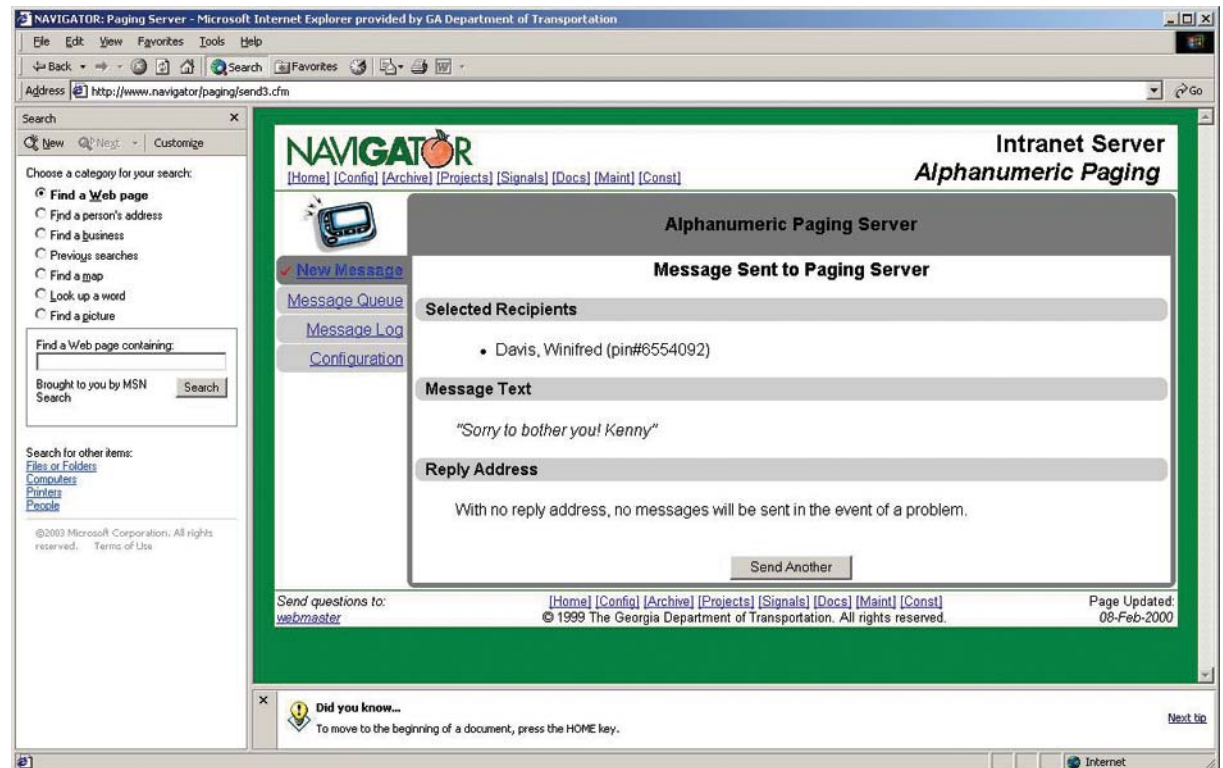 NAVIGATOR: Paging Server - Microsoft Internet Explorer provided by GA Department of Transportation
File Edit View Favorites Tools Help
Back Search Favorites
Address http://www.navigator/paging/send3.cfm Go
Search
New Next Customize
Choose a category for your search:
Find a Web page
Find a person's address
Find a business
Previous searches
Find a map
Look up a word
Find a picture
Find a Web page containing:
Brought to you by MSN Search
Search
Search for other items:
Files or Folders
Computers
Printers
People
©2003 Microsoft Corporation. All rights
reserved. Terms of Use
NAVIGATOR
[Home] [Config] [Archive] [Projects] [Signals] [Docs] [Maint] [Const]
Intranet Server
Alphanumeric Paging
Alphanumeric Paging Server
New Message
Message Queue
Message Log
Configuration
Message Sent to Paging Server
Selected Recipients
• Davis, Winifred (pin#6554092)
Message Text
"Sorry to bother you! Kenny"
Reply Address
With no reply address, no messages will be sent in the event of a problem.
Send Another
Send questions to:
webmaster
[Home] [Config] [Archive] [Projects] [Signals] [Docs] [Maint] [Const]
© 1999 The Georgia Department of Transportation. All rights reserved.
Page Updated:
08-Feb-2000
Did you know...
To move to the beginning of a document, press the HOME key.
Next tip
Internet